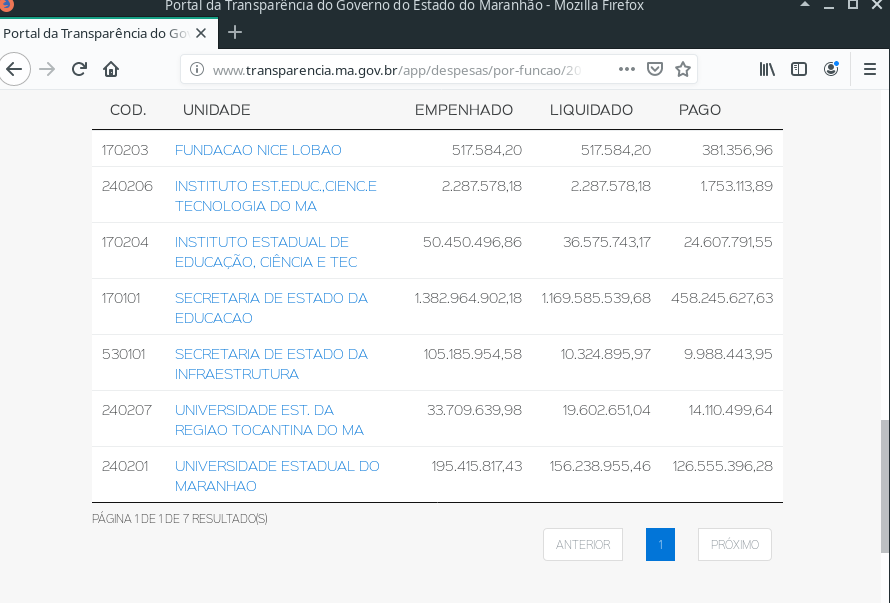 Portal da Transparência do Governo do Estado do Maranhão - Mozilla Firefox
Portal da Transparência do Go
www.transparencia.ma.gov.br/app/despesas/por-funcao/20
COD. UNIDADE EMPENHADO LIQUIDADO PAGO
170203 FUNDACAO NICE LOBAO 517.584,20 517.584,20 381.356,96
240206 INSTITUTO EST.EDUC.,CIENC.E 2.287.578,18 2.287.578,18 1.753.113,89
TECNOLOGIA DO MA
170204 INSTITUTO ESTADUAL DE 50.450.496,86 36.575.743,17 24.607.791,55
EDUCAÇÃO, CIÊNCIA E TEC
170101 SECRETARIA DE ESTADO DA 1.382.964.902,18 1.169.585.539,68 458.245.627,63
EDUCACAO
530101 SECRETARIA DE ESTADO DA 105.185.954,58 10.324.895,97 9.988.443,95
INFRAESTRUTURA
240207 UNIVERSIDADE EST. DA 33.709.639,98 19.602.651,04 14.110.499,64
REGIAO TOCANTINA DO MA
240201 UNIVERSIDADE ESTADUAL DO 195.415.817,43 156.238.955,46 126.555.396,28
MARANHAO
PÁGINA 1 DE 1 DE 7 RESULTADO(S)
ANTERIOR 1 PRÓXIMO